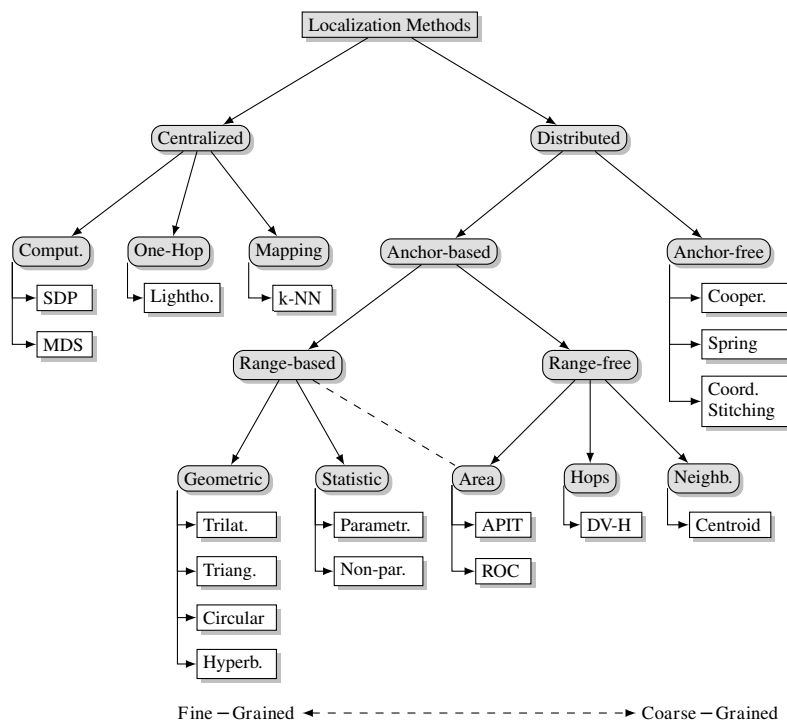 Localization Methods
Centralized
Distributed
Comput.
One-Hop
Mapping
Anchor-based
Anchor-free
SDP
Lightho.
k-NN
Cooper.
MDS
Spring
Range-based
Range-free
Coord.
Stitching
Geometric
Statistic
Area
Hops
Neighb.
Trilat.
Parametr.
APIT
DV-H
Centroid
Triang.
Non-par.
ROC
Circular
Hyperb.
Fine – Grained
Coarse – Grained